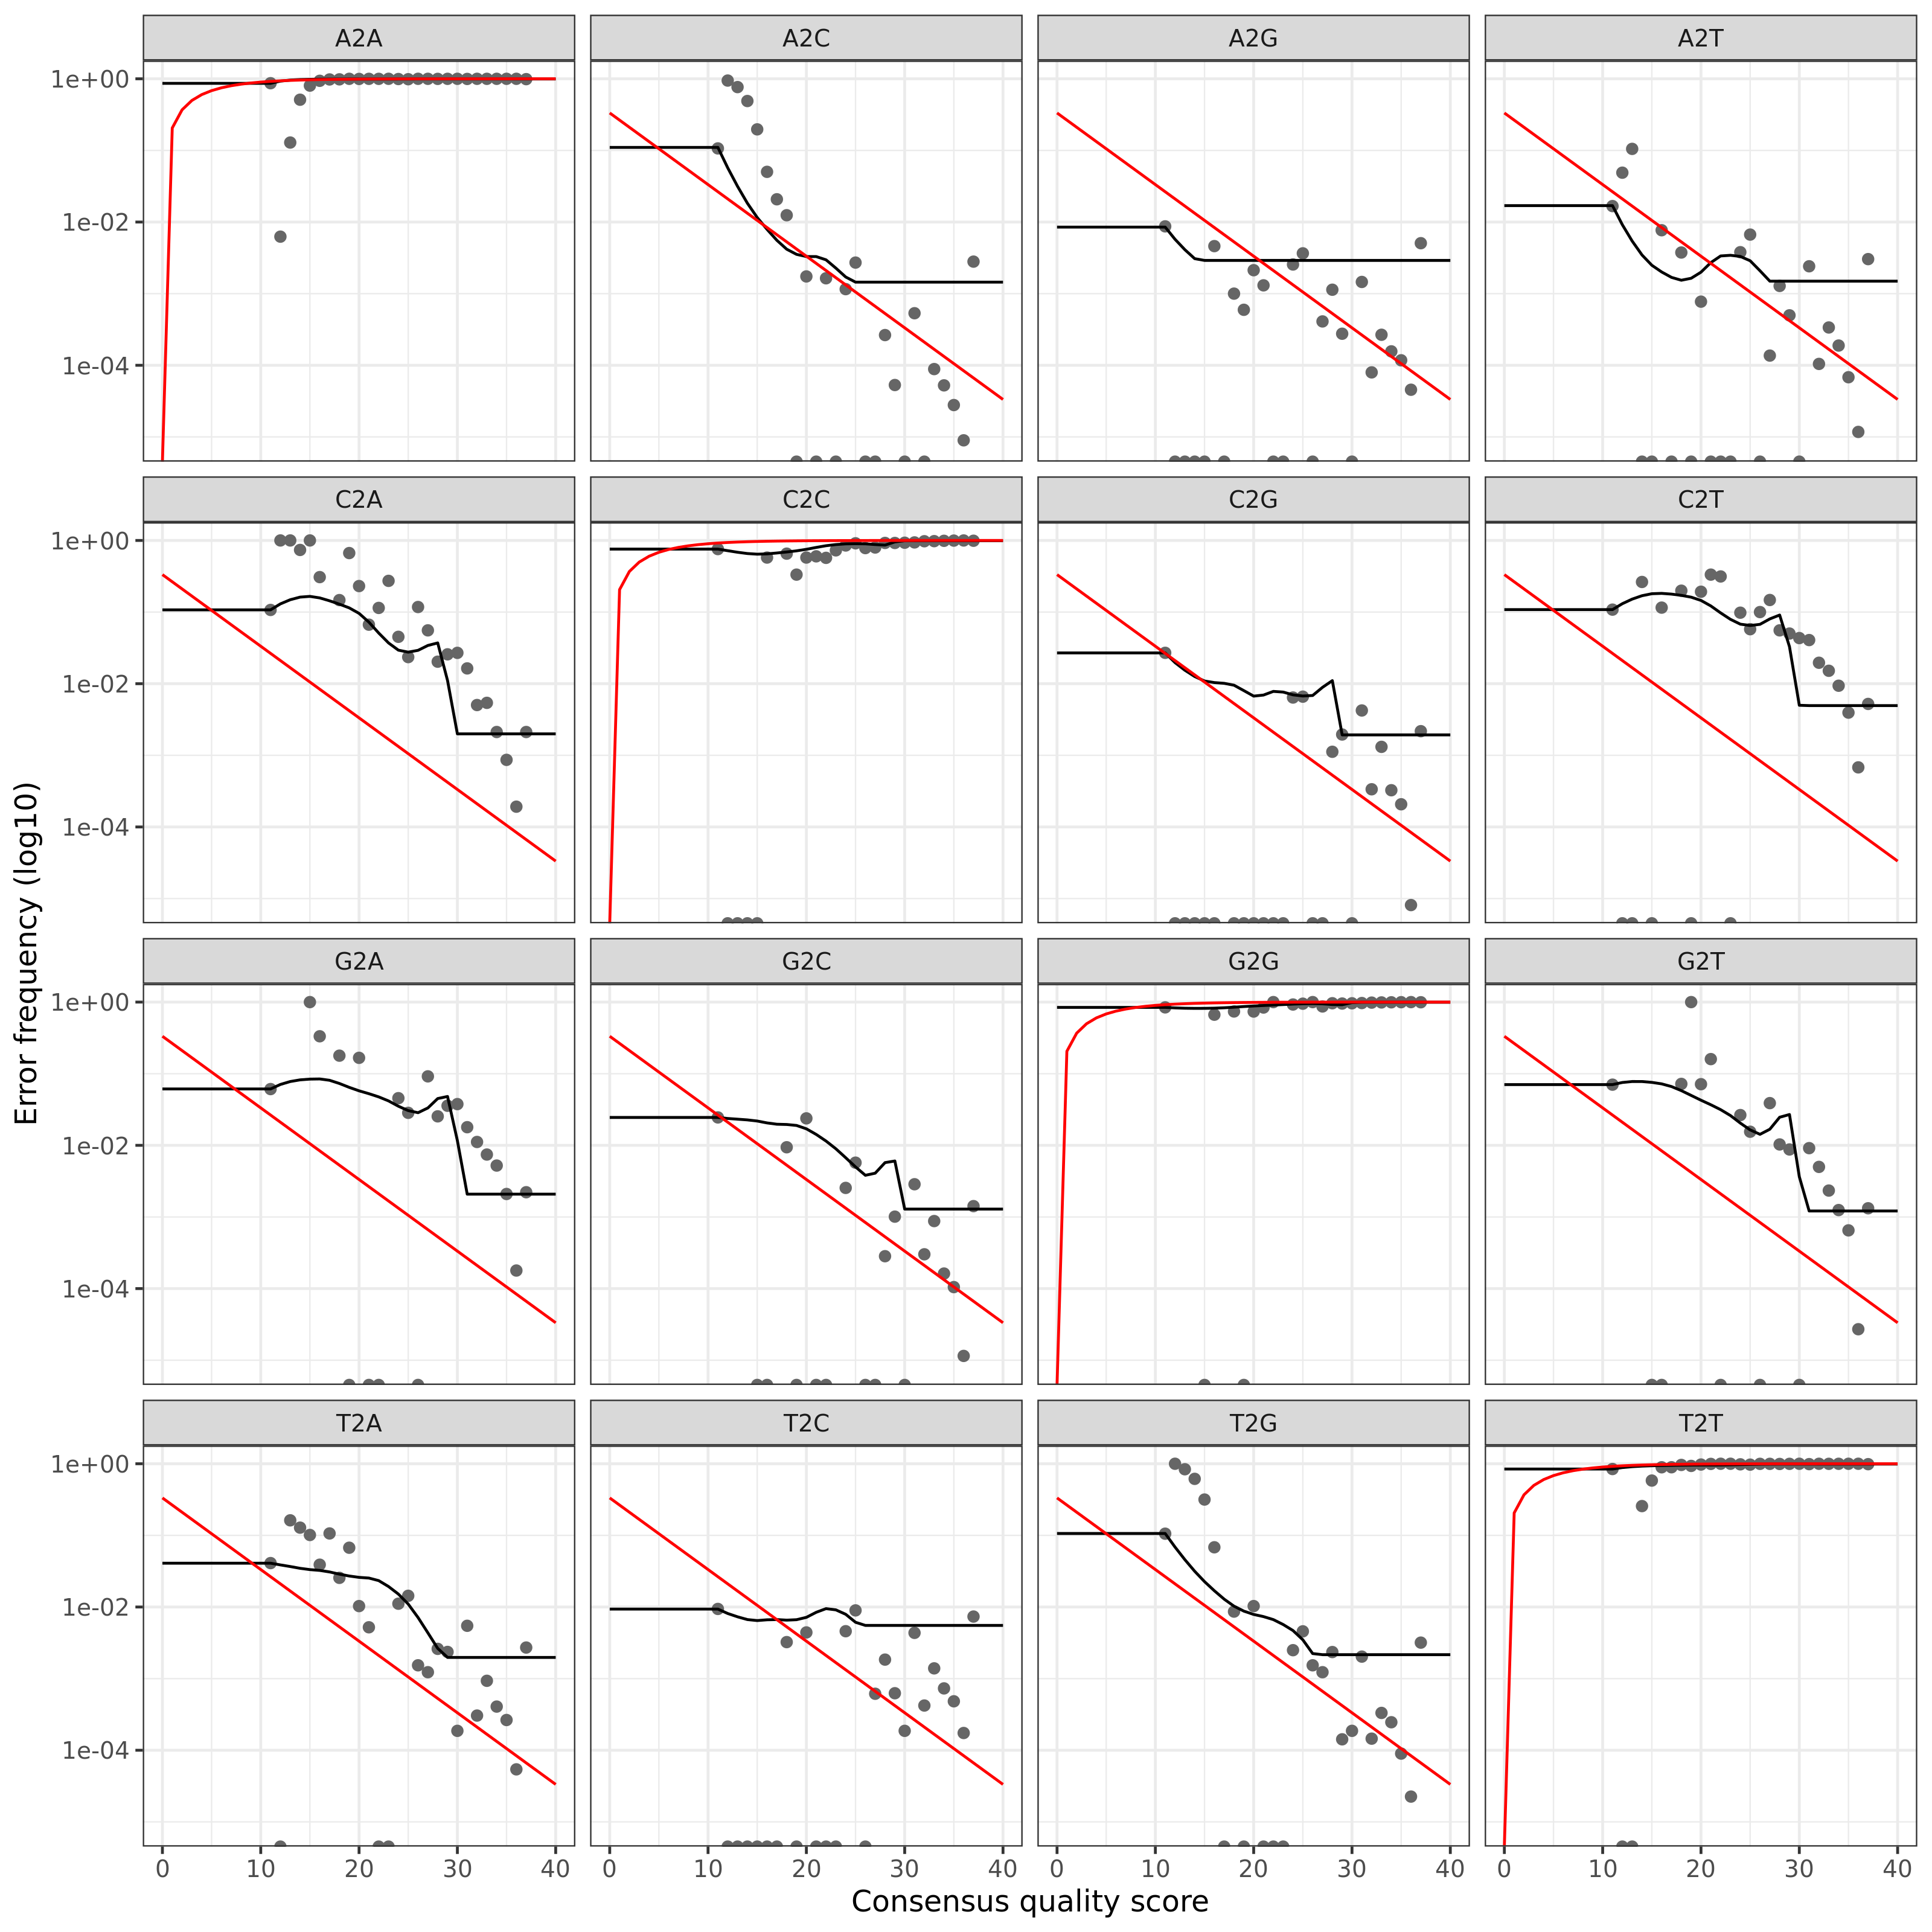 A2A A2C A2G A2T
1e+00
1e-02
1e-04
C2A C2C C2G C2T
1e+00
1e-02
1e-04
G2A G2C G2G G2T
1e+00
1e-02
1e-04
T2A T2C T2G T2T
1e+00
1e-02
1e-04
0 10 20 30 40 0 10 20 30 40 0 10 20 30 40 0 10 20 30 40
Consensus quality score
Error frequency (log10)